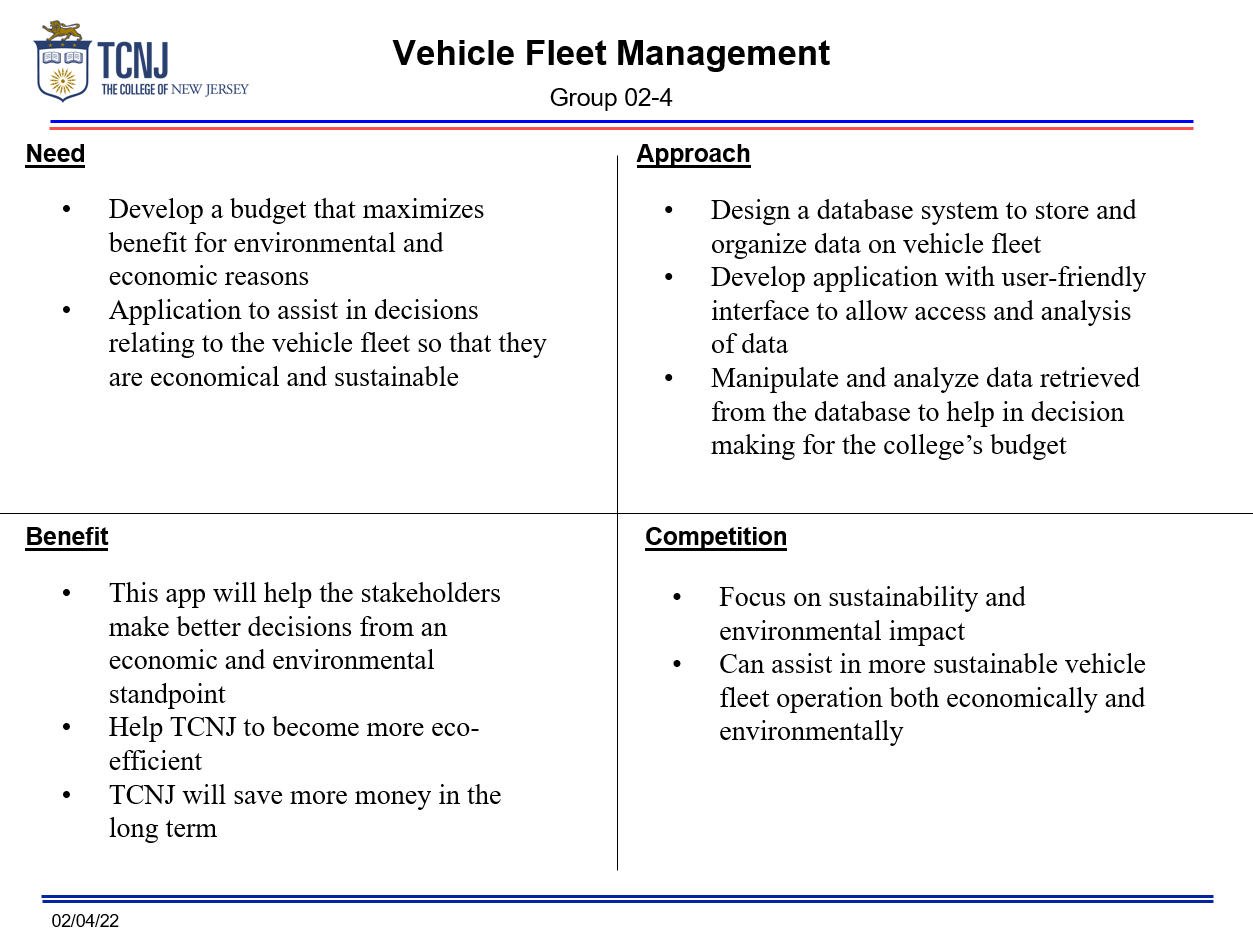 TCNJ
THE COLLEGE OF NEW JERSEY
Vehicle Fleet Management
Group 02-4
Need
• Develop a budget that maximizes
benefit for environmental and
economic reasons
• Application to assist in decisions
relating to the vehicle fleet so that they
are economical and sustainable
Approach
• Design a database system to store and
organize data on vehicle fleet
• Develop application with user-friendly
interface to allow access and analysis
of data
• Manipulate and analyze data retrieved
from the database to help in decision
making for the college’s budget
Benefit
• This app will help the stakeholders
make better decisions from an
economic and environmental
standpoint
• Help TCNJ to become more eco-
efficient
• TCNJ will save more money in the
long term
Competition
• Focus on sustainability and
environmental impact
• Can assist in more sustainable vehicle
fleet operation both economically and
environmentally
02/04/22